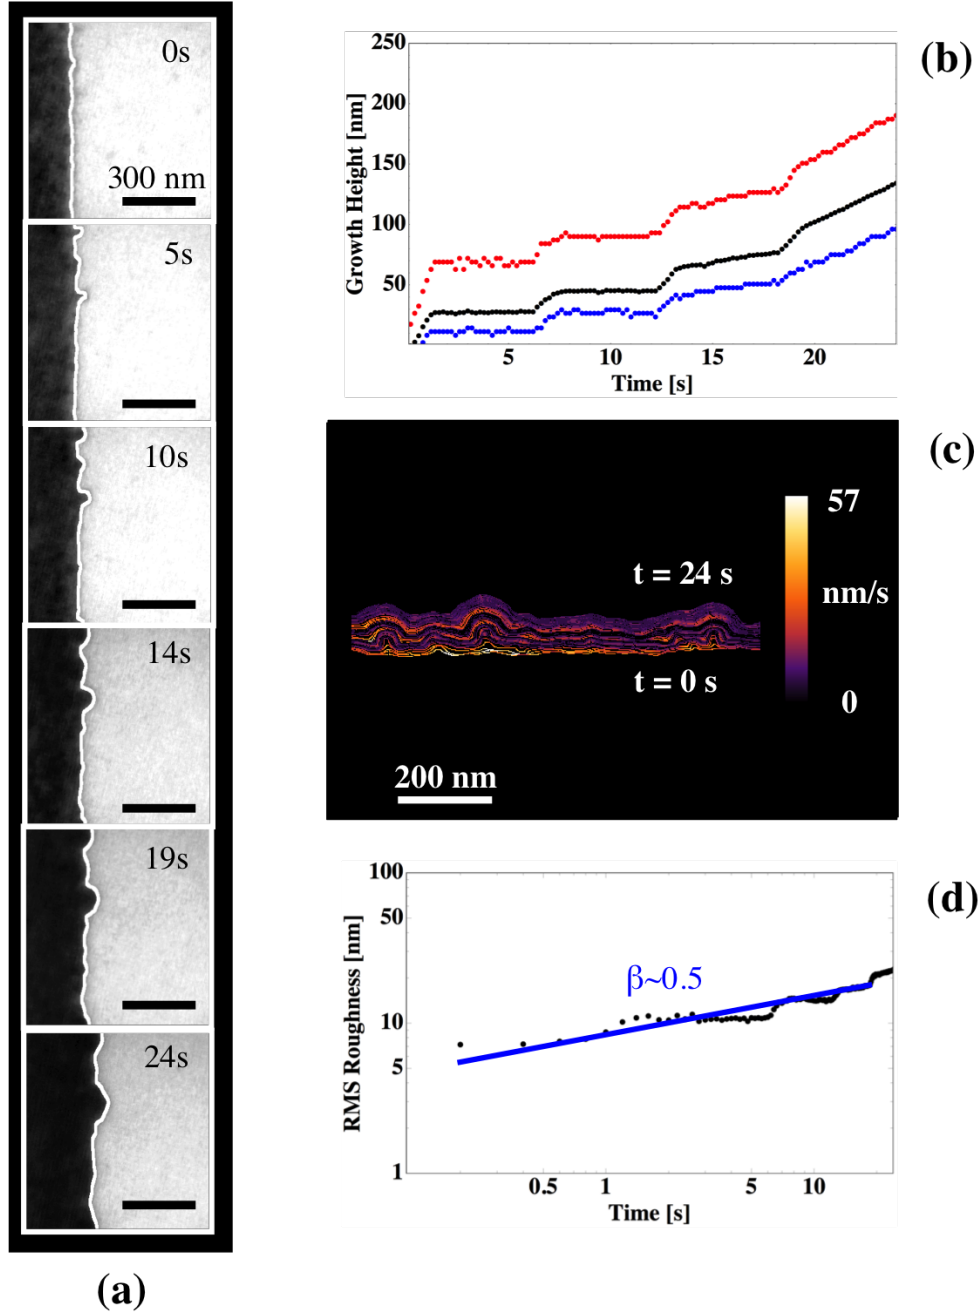 0s
300 nm
5s
10s
14s
19s
24s
(a)
250
200
150
100
50
5
10
15
20
Growth Height [nm]
Time [s]
(b)
(c)
57
nm/s
0
t = 24 s
t = 0 s
200 nm
(d)
100
50
10
5
1
0.5
1
5
10
RMS Roughness [nm]
Time [s]
β~0.5